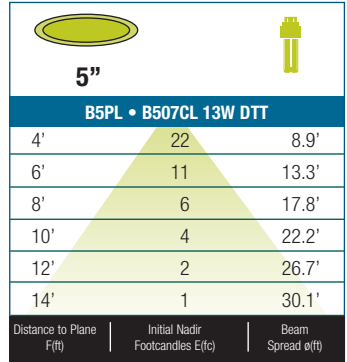 5”
B5PL • B507CL 13W DTT
4’ 22 8.9’
6’ 11 13.3’
8’ 6 17.8’
10’ 4 22.2’
12’ 2 26.7’
14’ 1 30.1’
Distance to Plane Initial Nadir Beam
F(ft) Footcandles E(fc) Spread ø(ft)